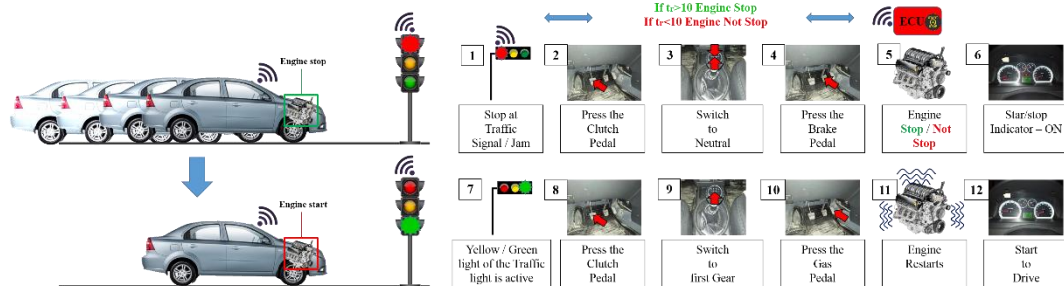 Engine stop
Engine start
If tr>10 Engine Stop
If tr<10 Engine Not Stop
ECU
1
2
3
4
5
6
Stop at
Traffic
Signal / Jam
Press the
Clutch
Pedal
Switch
to
Neutral
Press the
Brake
Pedal
Engine
Stop / Not
Stop
Star/stop
Indicator – ON
7
8
9
10
11
12
Yellow / Green
light of the Traffic
light is active
Press the
Clutch
Pedal
Switch
to
first Gear
Press the
Gas
Pedal
Engine
Restarts
Start
to
Drive